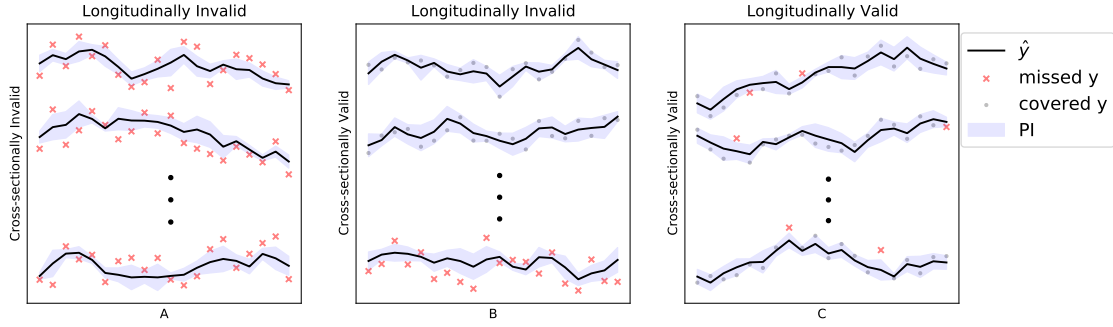 Longitudinally Invalid
Cross-sectionally Invalid
A
Longitudinally Invalid
Cross-sectionally Valid
B
Longitudinally Valid
Cross-sectionally Valid
C
ŷ
missed y
covered y
PI